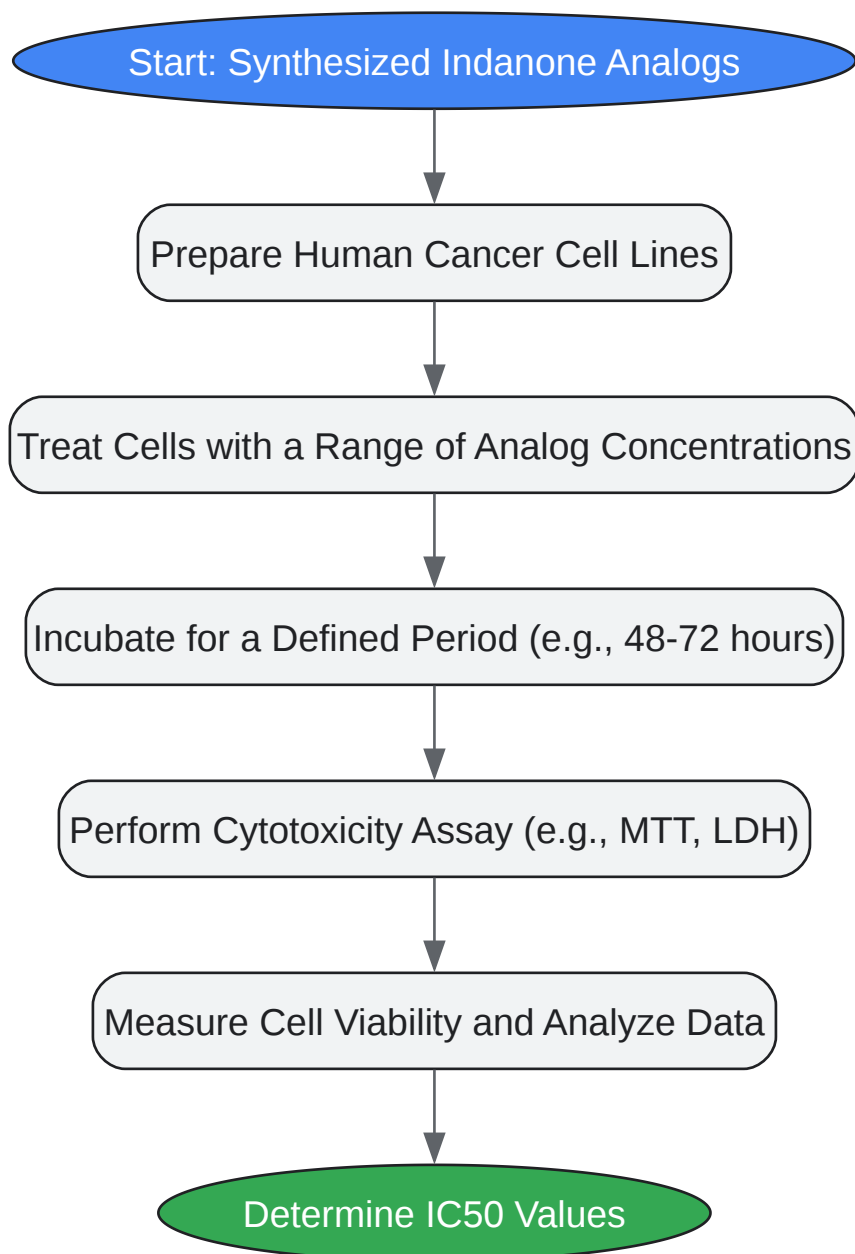 Start: Synthesized Indanone Analogs
Prepare Human Cancer Cell Lines
Treat Cells with a Range of Analog Concentrations
Incubate for a Defined Period (e.g., 48-72 hours)
Perform Cytotoxicity Assay (e.g., MTT, LDH)
Measure Cell Viability and Analyze Data
Determine IC50 Values